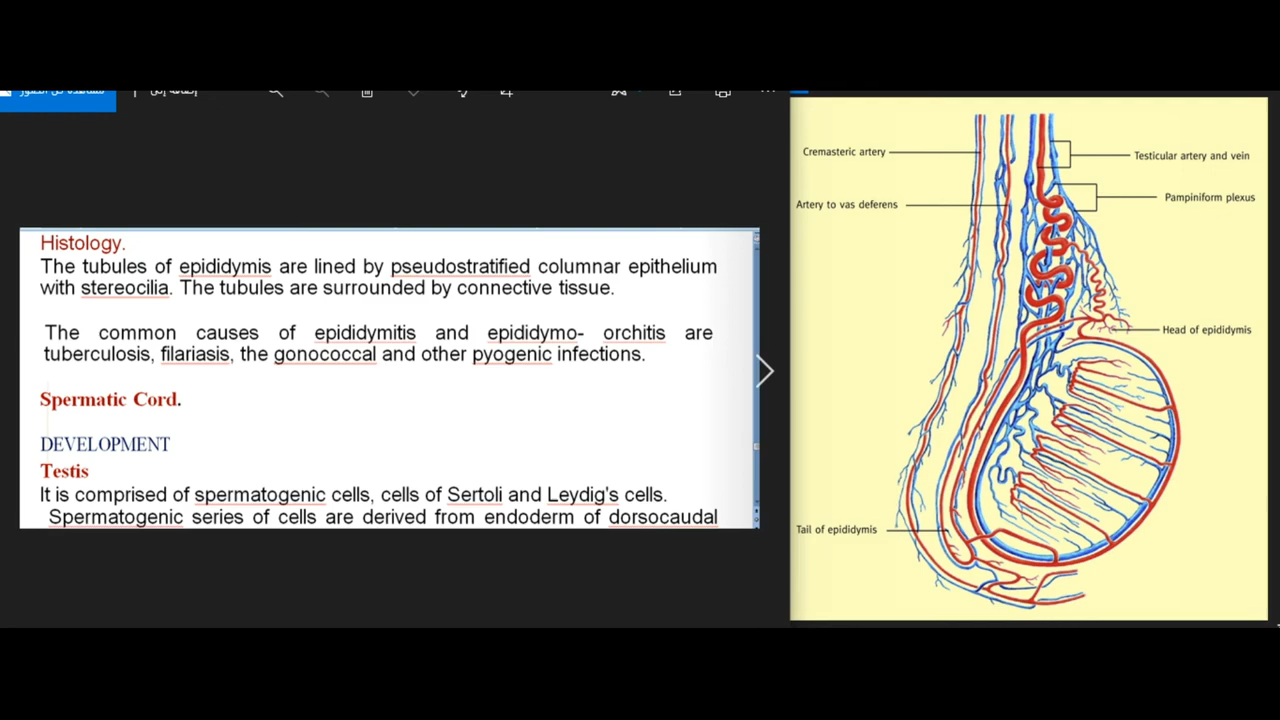 Histology.
The tubules of epididymis are lined by pseudostratified columnar epithelium
with stereocilia. The tubules are surrounded by connective tissue.
The common causes of epididymitis and epididymo- orchitis are
tuberculosis, filariasis, the gonococcal and other pyogenic infections.
Spermatic Cord.
DEVELOPMENT
Testis
It is comprised of spermatogenic cells, cells of Sertoli and Leydig's cells.
Spermatogenic series of cells are derived from endoderm of dorsocaudal
Cremasteric artery
Testicular artery and vein
Artery to vas deferens
Pampiniform plexus
Head of epididymis
Tail of epididymis